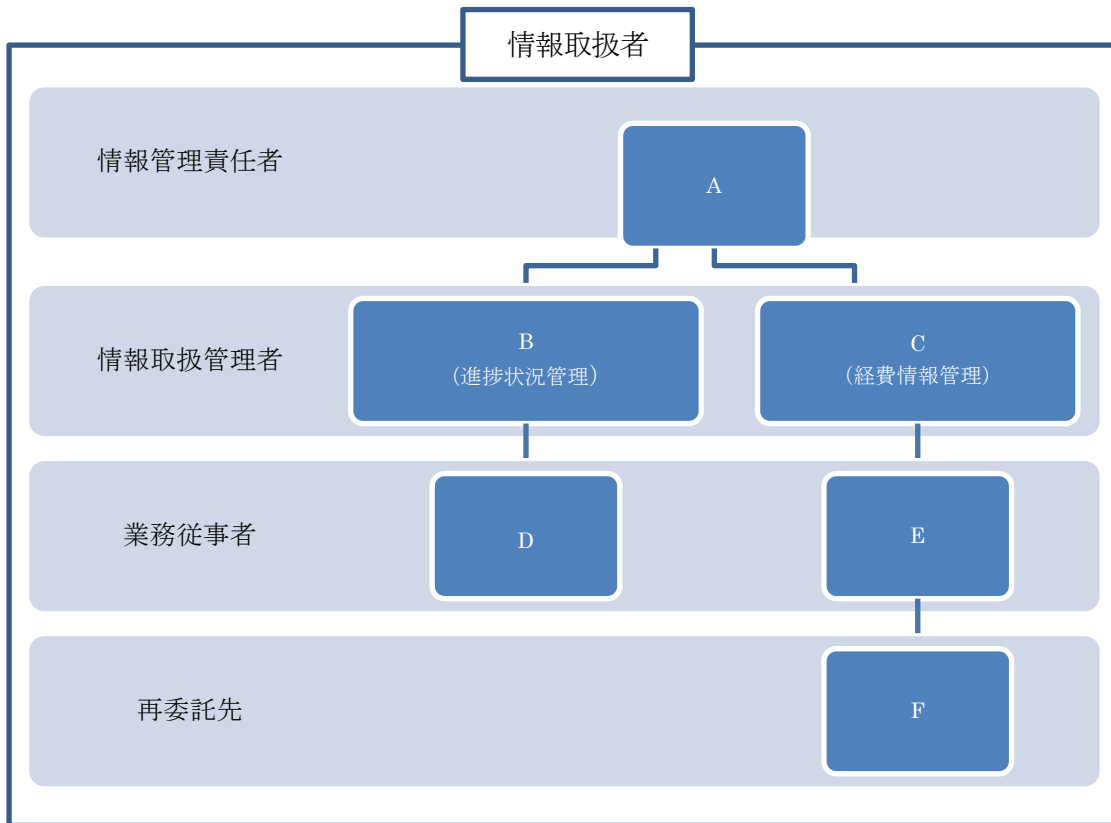 情報取扱者
情報管理責任者
A
情報取扱管理者
B
（進捗状況管理）
C
（経費情報管理）
業務従事者
D
E
再委託先
F